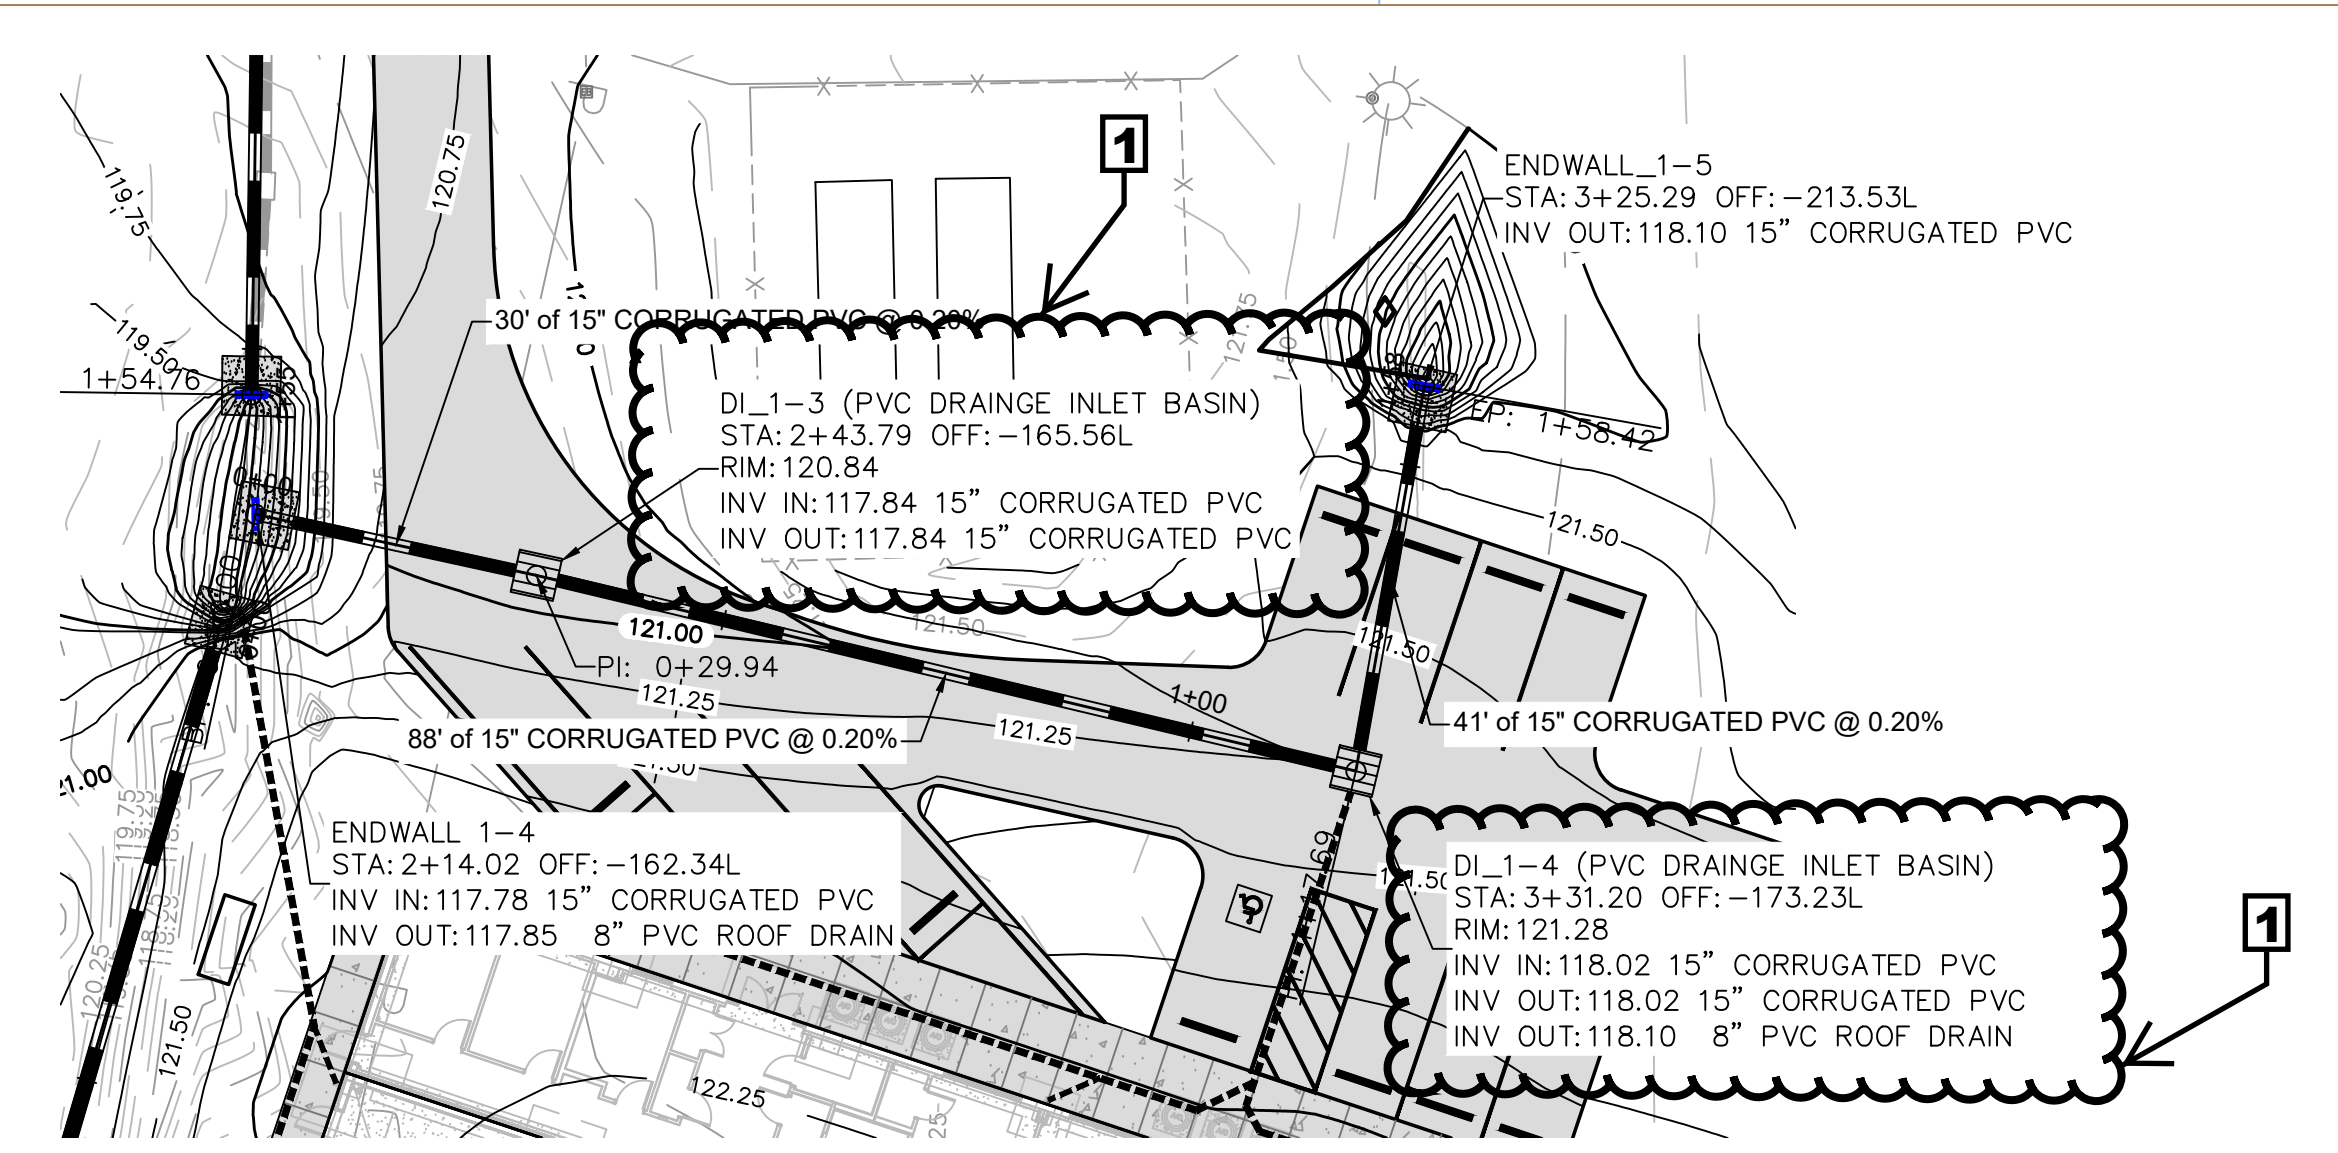 120.75
119.75
1
ENDWALL_1-5
STA:3+25.29 OFF:-213.53L
INV OUT:118.10 15" CORRUGATED PVC
30' of 15" CORRUGATED PVC @ 0.20%
121.75
119.50
1+54.76
DI_1-3 (PVC DRAINGE INLET BASIN)
STA:2+43.79 OFF:-165.56L
RIM:120.84
INV IN:117.84 15" CORRUGATED PVC
INV OUT:117.84 15" CORRUGATED PVC
EP: 1+58.42
0+00
121.50
121.00
121.50
121.50
PI: 0+29.94
121.25
1+00
121.25
88' of 15" CORRUGATED PVC @ 0.20%
41' of 15" CORRUGATED PVC @ 0.20%
21.00
119.75
ENDWALL 1-4
STA:2+14.02 OFF:-162.34L
INV IN:117.78 15" CORRUGATED PVC
INV OUT:117.85 8" PVC ROOF DRAIN
DI_1-4 (PVC DRAINGE INLET BASIN)
STA:3+31.20 OFF:-173.23L
RIM:121.28
INV IN:118.02 15" CORRUGATED PVC
INV OUT:118.02 15" CORRUGATED PVC
INV OUT:118.10 8" PVC ROOF DRAIN
1
120.25
121.50
122.25